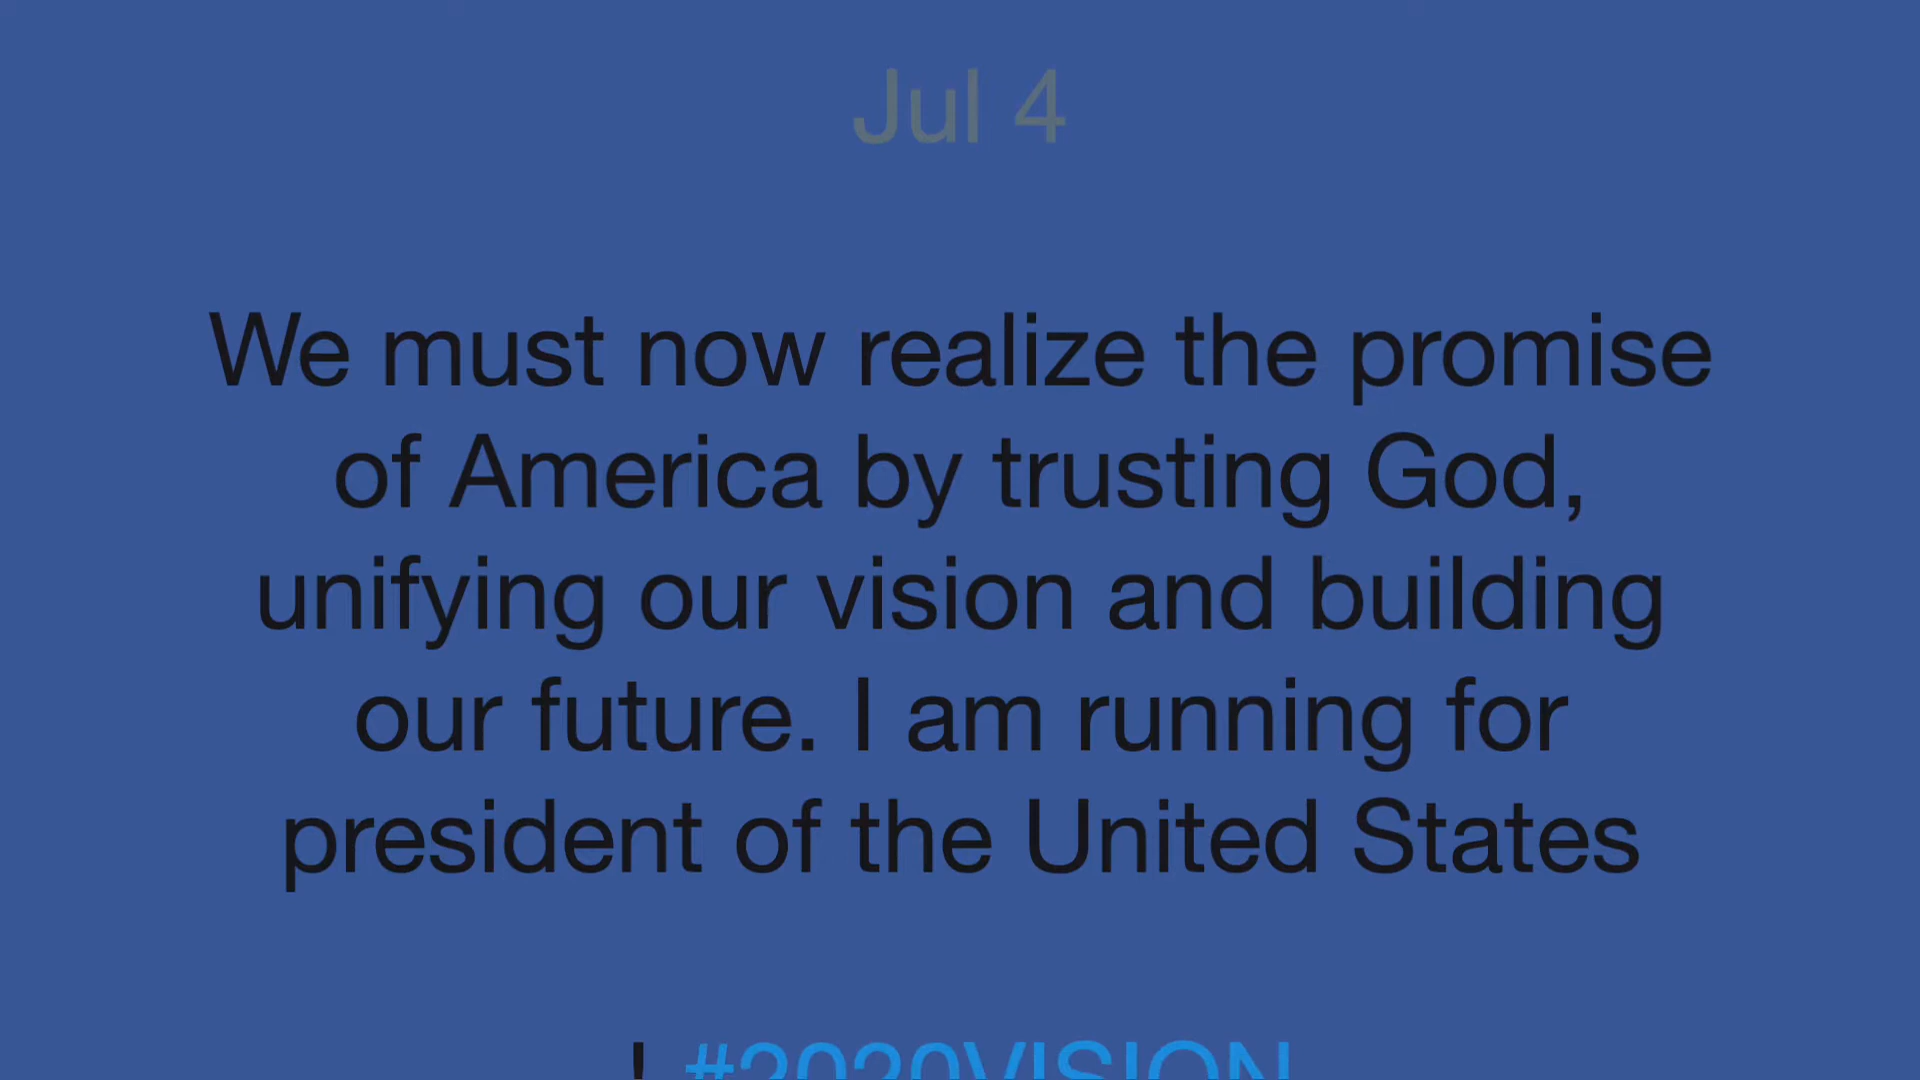 Jul 4
We must now realize the promise
of America by trusting God,
unifying our vision and building
our future. I am running for
president of the United States
! #2020VISION